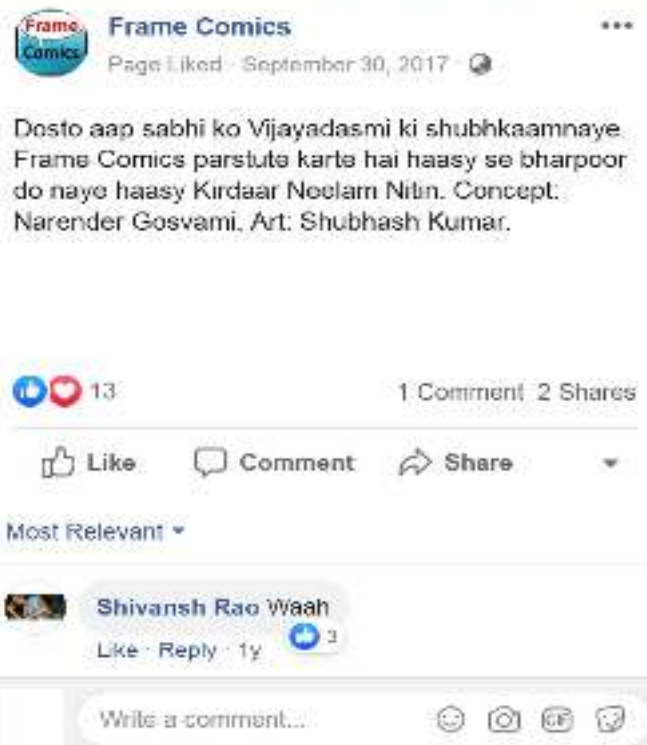 Frame Comics
Frame Comics
Page Liked · September 30, 2017 ·
Dosto aap sabhi ko Vijayadasmi ki shubhkaamnaye.
Frame Comics parstute karte hai haasy se bharpoor
do naye haasy Kirdaar Neelam Nitin. Concept:
Narender Gosvami, Art: Shubhash Kumar.
13
1 Comment 2 Shares
Like Comment Share
Most Relevant
Shivansh Rao Waah
Like · Reply · 1y 3
Write a comment...
GIF